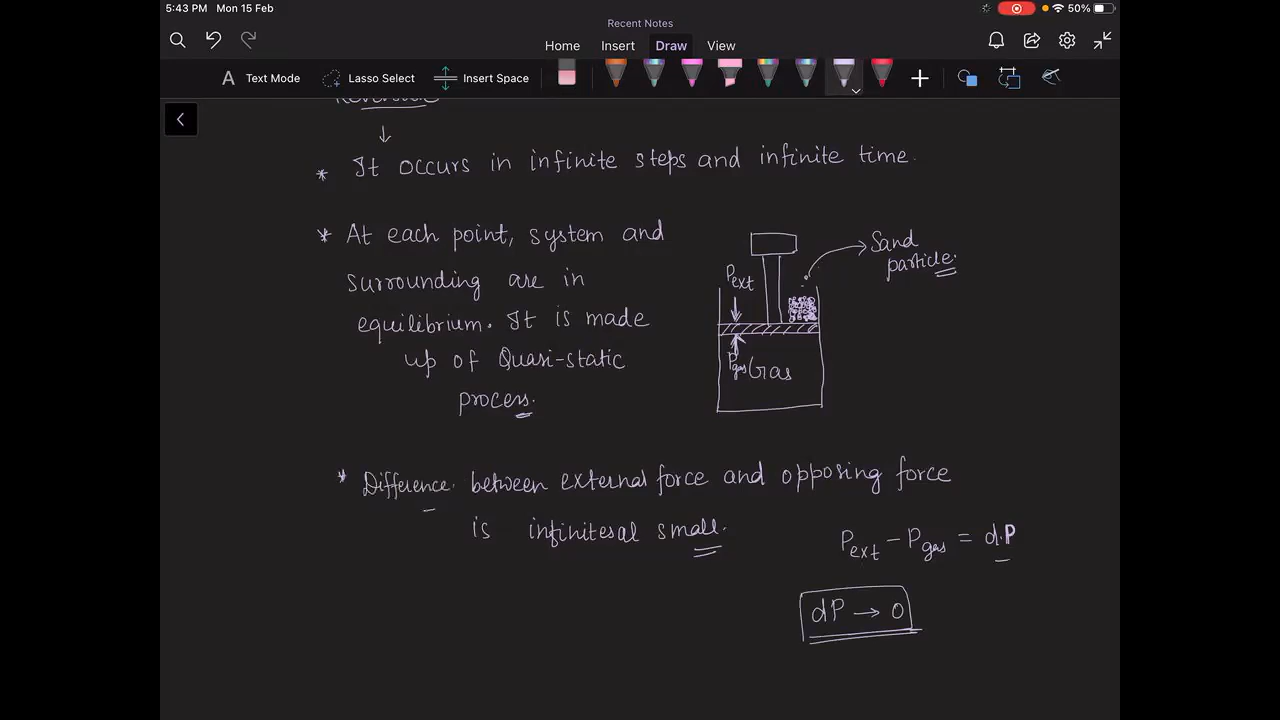 5:43 PM Mon 15 Feb
50%
Recent Notes
Home Insert Draw View
Text Mode Lasso Select Insert Space
* It occurs in infinite steps and infinite time.
* At each point, system and
surrounding are in
equilibrium. It is made
up of Quasi-static
process.
Sand
particle.
Pext
Pgas Gas
* Difference between external force and opposing force
is infinitesal small.
Pext - Pgas = d.P
dP → 0